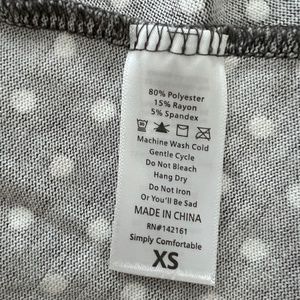 80% Polyester
15% Rayon
5% Spandex
Machine Wash Cold
Gentle Cycle
Do Not Bleach
Hang Dry
Do Not Iron
Or You'll Be Sad
MADE IN CHINA
RN#142161
Simply Comfortable
XS